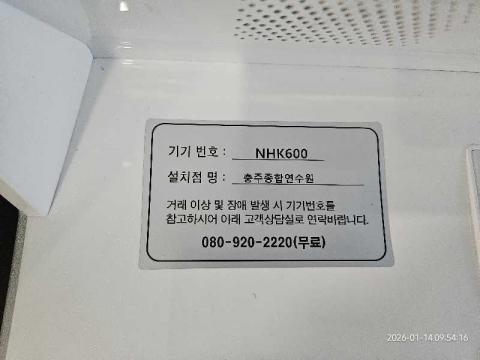 기기 번호 : NHK600
설치점 명 : 충주종합연수원
거래 이상 및 장애 발생 시 기기번호를
참고하시어 아래 고객상담실로 연락바랍니다.
080-920-2220(무료)
2026-01-14 09:54:16